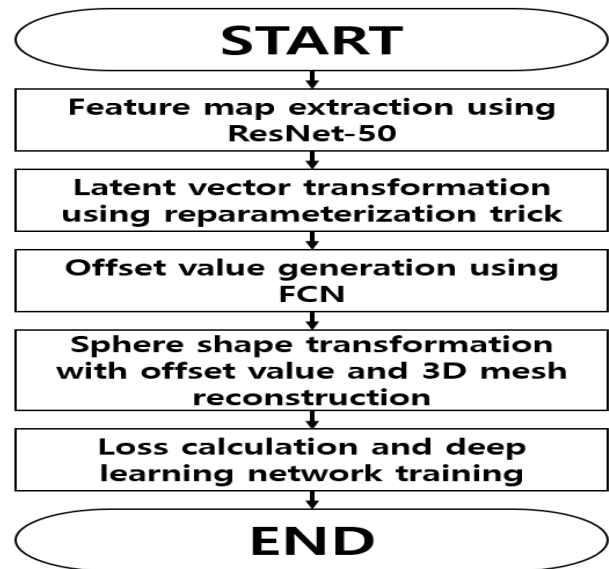 START
Feature map extraction using
ResNet-50
Latent vector transformation
using reparameterization trick
Offset value generation using
FCN
Sphere shape transformation
with offset value and 3D mesh
reconstruction
Loss calculation and deep
learning network training
END